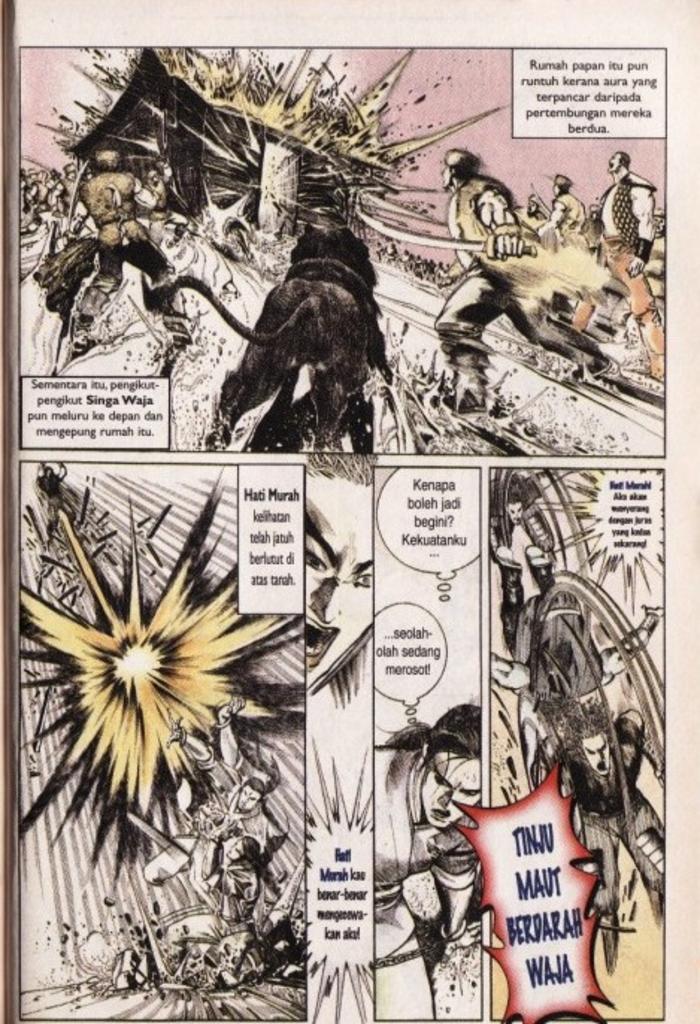 Rumah papan itu pun
runtuh kerana aura yang
terpancar daripada
pertembungan mereka
berdua.
Sementara itu, pengikut-
pengikut Singa Waja
pun meluru ke depan dan
mengepung rumah itu.
Hati Murah
kelihatan
telah jatuh
berlutut di
atas tanah.
Hati
Murah kau
benar-benar
mengecewa-
kan aku!
Kenapa
boleh jadi
begini?
Kekuatanku
...
...seolah-
olah sedang
merosot!
Hati Murah!
Aku akan
menyerang
dengan jurus
yang kedua
sekarang!
TINJU
MAUT
BERDARAH
WAJA